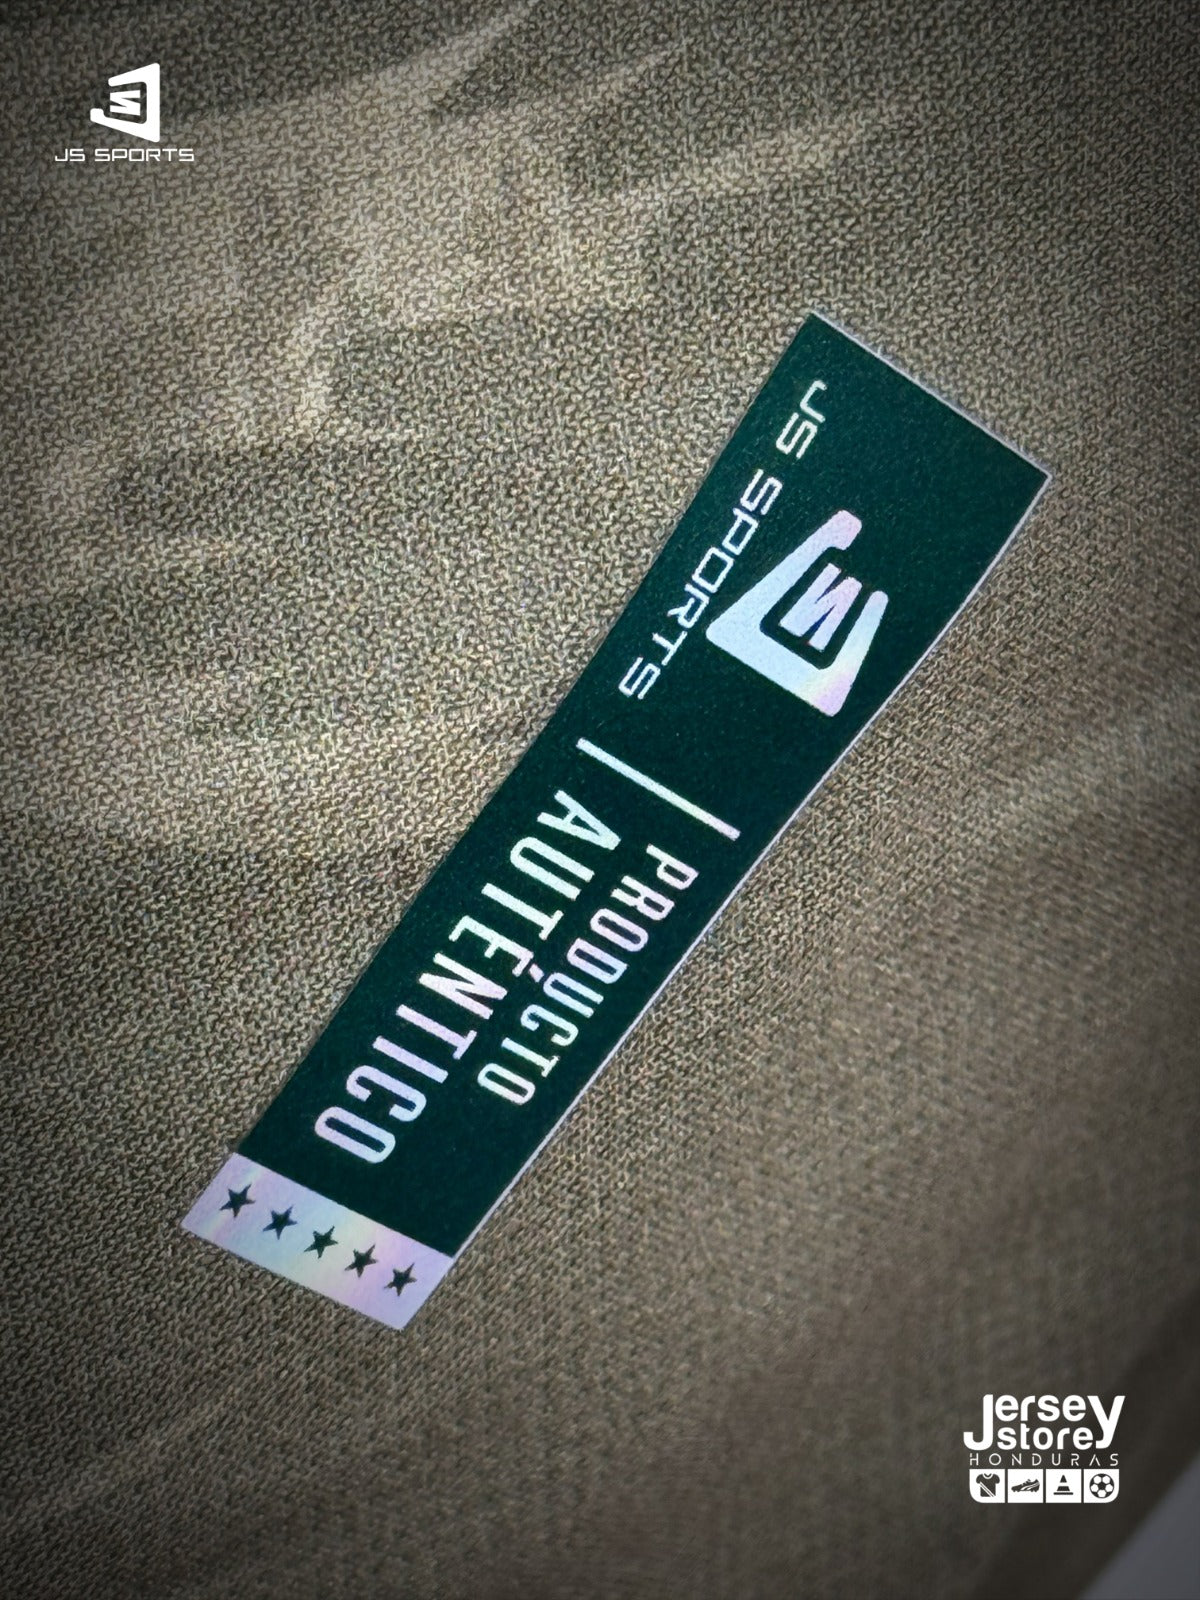 JS SPORTS
JS SPORTS
PRODUCTO
AUTÉNTICO
Jersey
store
HONDURAS